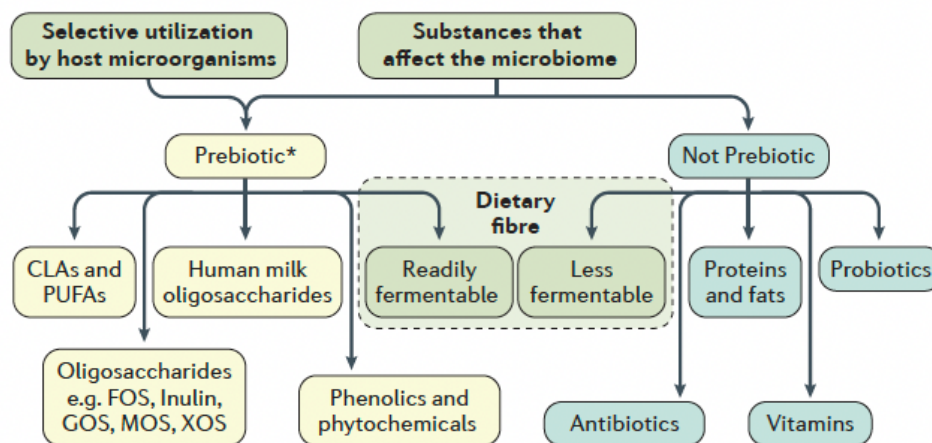 Selective utilization
by host microorganisms
Substances that
affect the microbiome
Prebiotic*
Not Prebiotic
Dietary
fibre
CLAs and
PUFAs
Human milk
oligosaccharides
Readily
fermentable
Less
fermentable
Proteins
and fats
Probiotics
Oligosaccharides
e.g. FOS, Inulin,
GOS, MOS, XOS
Phenolics and
phytochemicals
Antibiotics
Vitamins